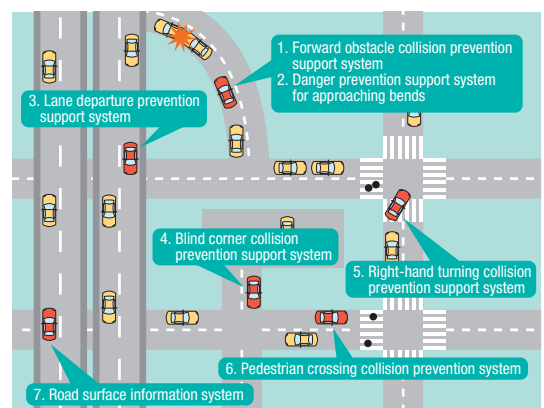 1. Forward obstacle collision prevention
support system
2. Danger prevention support system
for approaching bends
3. Lane departure prevention
support system
4. Blind corner collision
prevention support system
5. Right-hand turning collision
prevention support system
6. Pedestrian crossing collision prevention system
7. Road surface information system